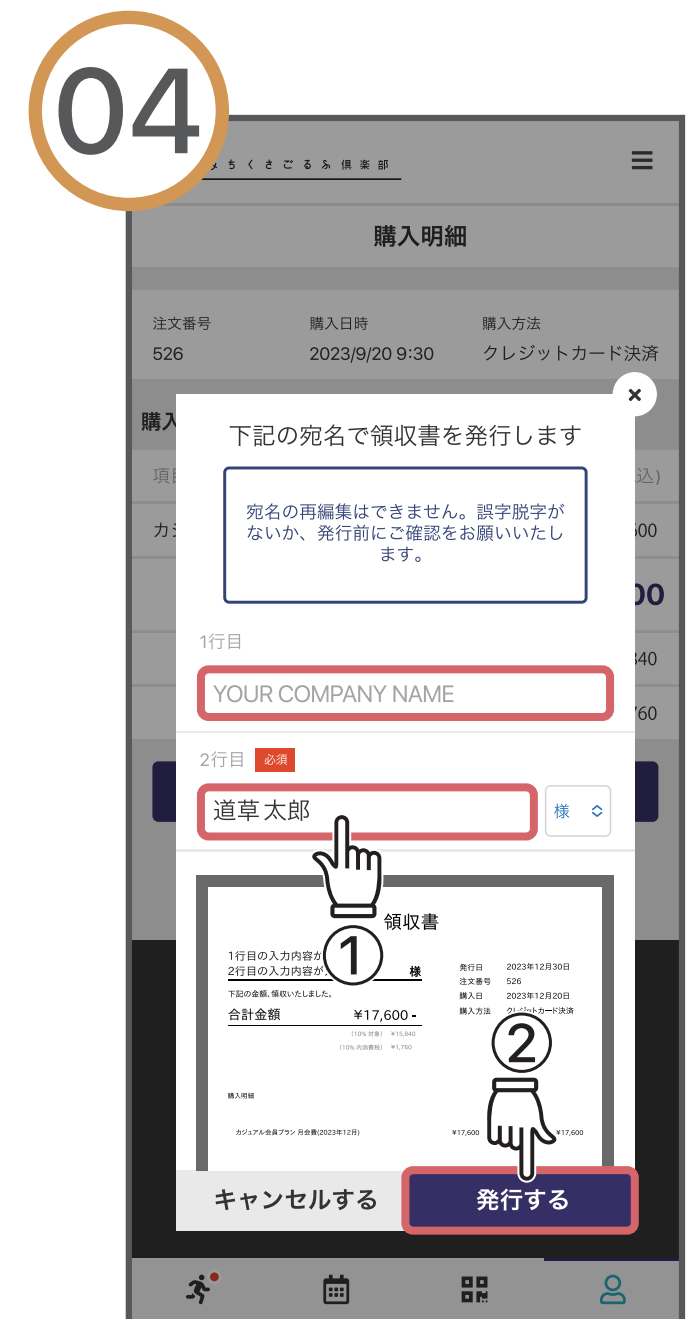 04
ちくさごるふ倶楽部
購入明細
注文番号 購入日時 購入方法
526 2023/9/20 9:30 クレジットカード決済
購入
下記の宛名で領収書を発行します
宛名の再編集はできません。誤字脱字が
ないか、発行前にご確認をお願いいたし
ます。
込)
カ
600
00
1行目
340
YOUR COMPANY NAME
760
2行目 必須
道草 太郎 様
領収書
1行目の入力内容が
2行目の入力内容が 様
下記の金額、領収いたしました。
合計金額 ¥17,600 -
(10% 対象) ¥15,840
(10% 内消費税) ¥1,760
発行日 2023年12月30日
注文番号 526
購入日 2023年12月20日
購入方法 クレジットカード決済
①
②
購入明細
カジュアル会員プラン 月会費(2023年12月) ¥17,600 ¥17,600
キャンセルする 発行する